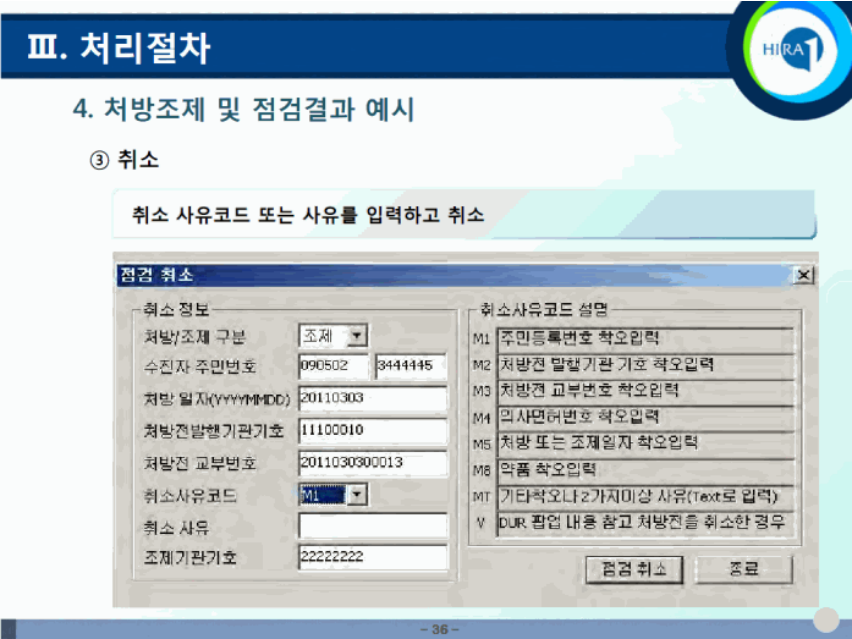 Ⅲ. 처리절차
HIRA
4. 처방조제 및 점검결과 예시
③ 취소
취소 사유코드 또는 사유를 입력하고 취소
점검 취소
취소 정보
처방/조제 구분 조제
수진자 주민번호 090502 3444445
처방 일자(YYYYMMDD) 20110303
처방전발행기관기호 11100010
처방전 교부번호 2011030300013
취소사유코드 M1
취소 사유
조제기관기호 22222222
취소사유코드 설명
M1 주민등록번호 착오입력
M2 처방전 발행기관 기호 착오입력
M3 처방전 교부번호 착오입력
M4 의사면허번호 착오입력
M5 처방 또는 조제일자 착오입력
M8 약품 착오입력
MT 기타착오나 2가지이상 사유(Text로 입력)
V DUR 팝업 내용 참고 처방전을 취소한 경우
점검 취소
종료
- 36 -